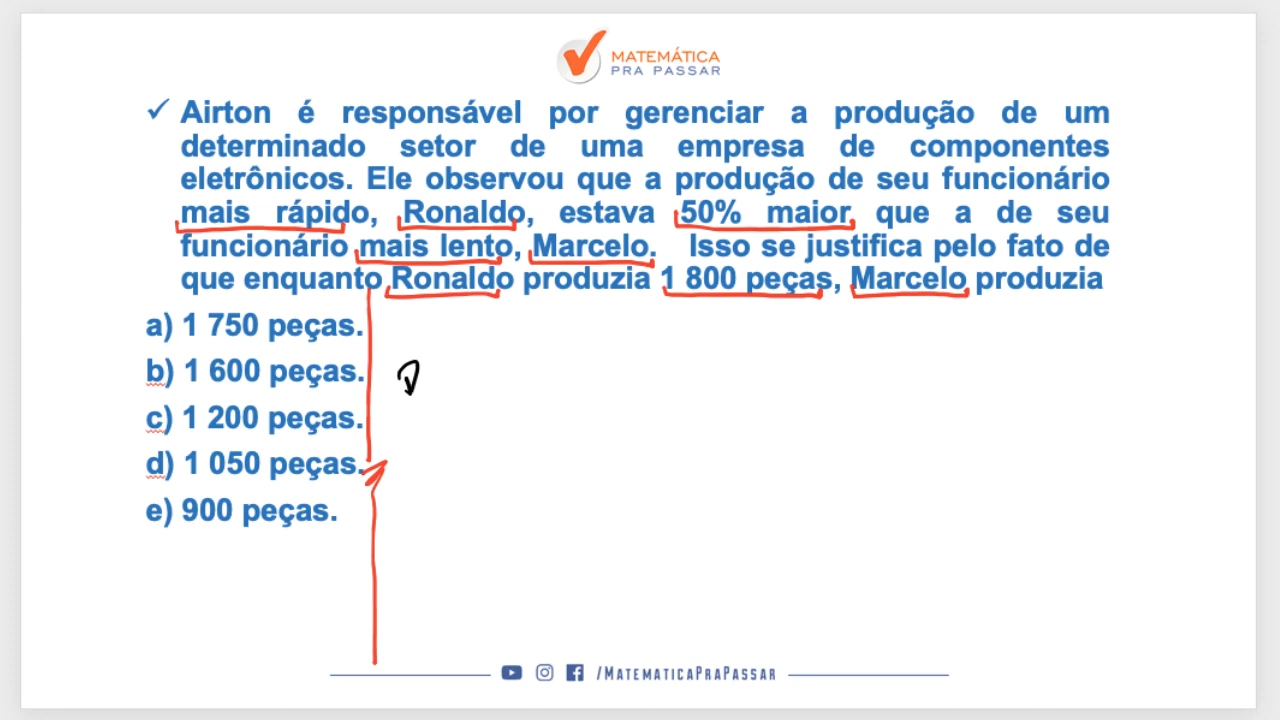 MATEMÁTICA
PRA PASSAR
Airton é responsável por gerenciar a produção de um
determinado setor de uma empresa de componentes
eletrônicos. Ele observou que a produção de seu funcionário
mais rápido, Ronaldo, estava 50% maior que a de seu
funcionário mais lento, Marcelo. Isso se justifica pelo fato de
que enquanto Ronaldo produzia 1 800 peças, Marcelo produzia
a) 1 750 peças.
b) 1 600 peças.
c) 1 200 peças.
d) 1 050 peças.
e) 900 peças.
/MATEMATICAPRAPASSAR